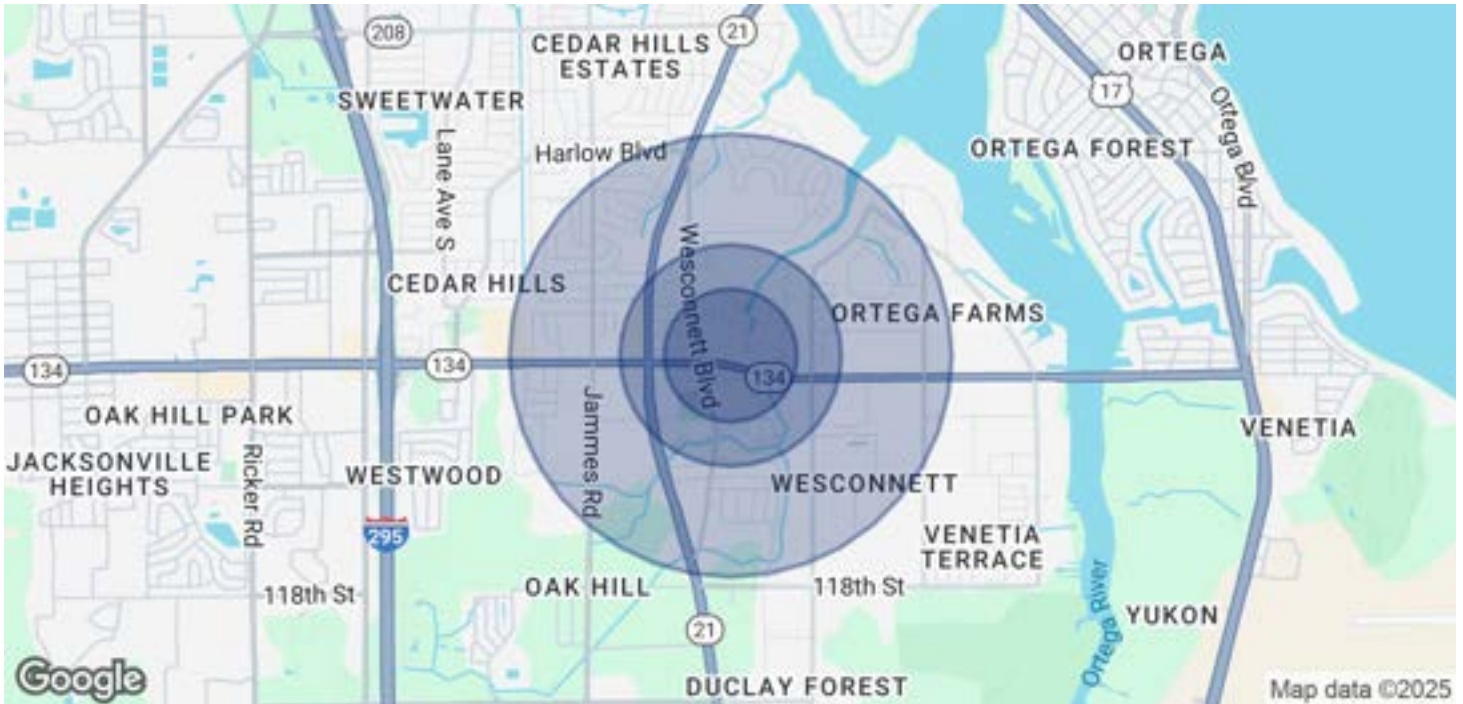 208
21
CEDAR HILLS
ESTATES
ORTEGA
17
SWEETWATER
Lane Ave S
Harlow Blvd
ORTEGA FOREST
Ortega Blvd
Wesconnett Blvd
CEDAR HILLS
ORTEGA FARMS
134
134
134
Jammes Rd
OAK HILL PARK
VENETIA
JACKSONVILLE
HEIGHTS
Ricker Rd
WESTWOOD
WESCONNETT
295
VENETIA
TERRACE
118th St
OAK HILL
118th St
Ortega River
YUKON
21
Google
DUCLAY FOREST
Map data ©2025